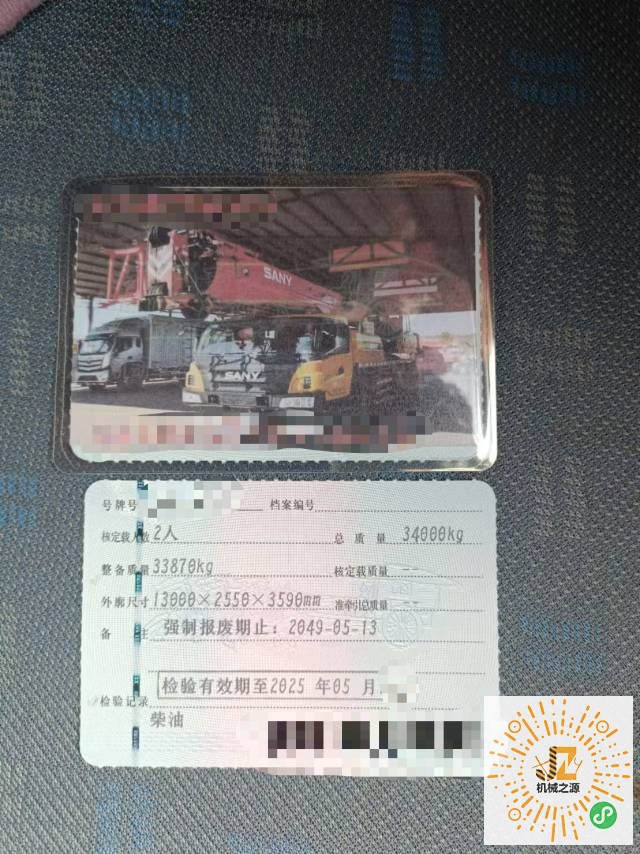 SANY
SANY
号牌号
档案编号
核定载人数 2人 总质量 34000kg
整备质量 33870kg 核定载质量 --
外廓尺寸 13000×2550×3590mm 准牵引总质量 --
备注 强制报废期止：2049-05-13
检验有效期至2025 年05 月
检验记录
柴油
JZ
机械之源